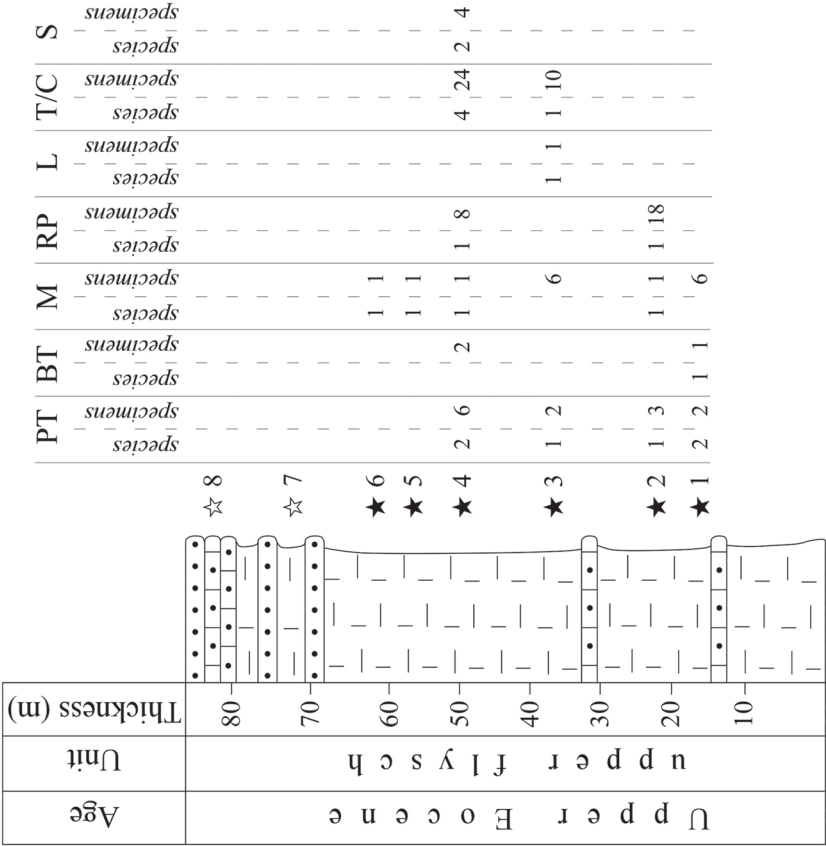 Age
Unit
Thickness (m)
PT BT M RP L T/C S
species specimens species specimens species specimens species specimens species specimens species specimens species specimens
Upper Eocene
upper flysch
80
70
60
50
40
30
20
10
☆ 8
☆ 7
★ 6 1 1
★ 5 1 1
★ 4 2 6 2 1 1 1 8 4 24 2 4
★ 3 1 2 6 1 1 1 10
★ 2 1 3 1 1 1 18
★ 1 2 2 1 1 6